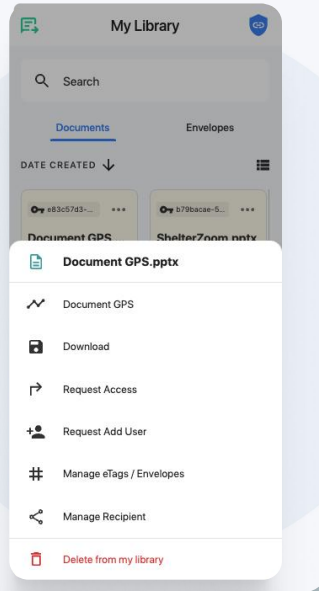 My Library
Search
Documents
Envelopes
DATE CREATED
e83c57d3-...
b79bacae-5...
Document GPS
ShelterZoom.pptx
Document GPS.pptx
Document GPS
Download
Request Access
Request Add User
Manage eTags / Envelopes
Manage Recipient
Delete from my library